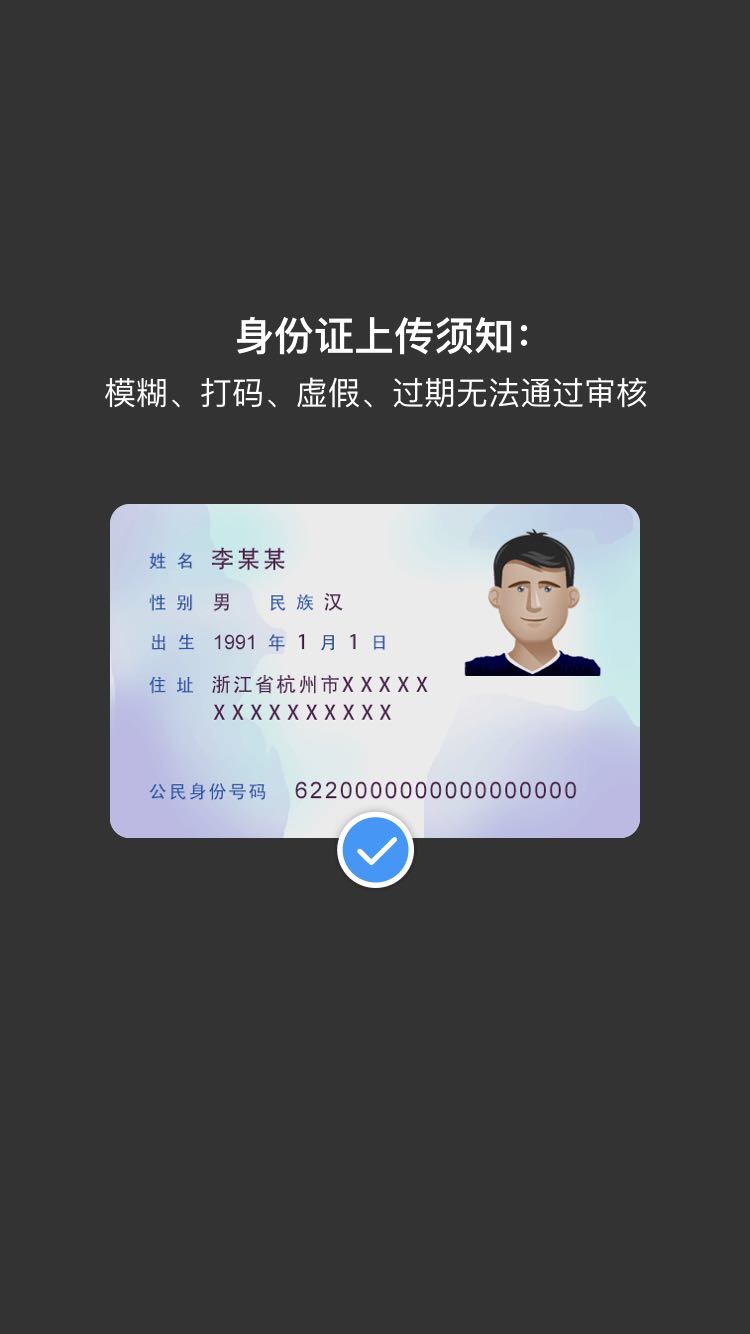 身份证上传须知：
模糊、打码、虚假、过期无法通过审核
姓名 李某某
性别 男 民族 汉
出生 1991 年 1 月 1 日
住址 浙江省杭州市XXXXX
XXXXXXXXXX
公民身份号码 6220000000000000000